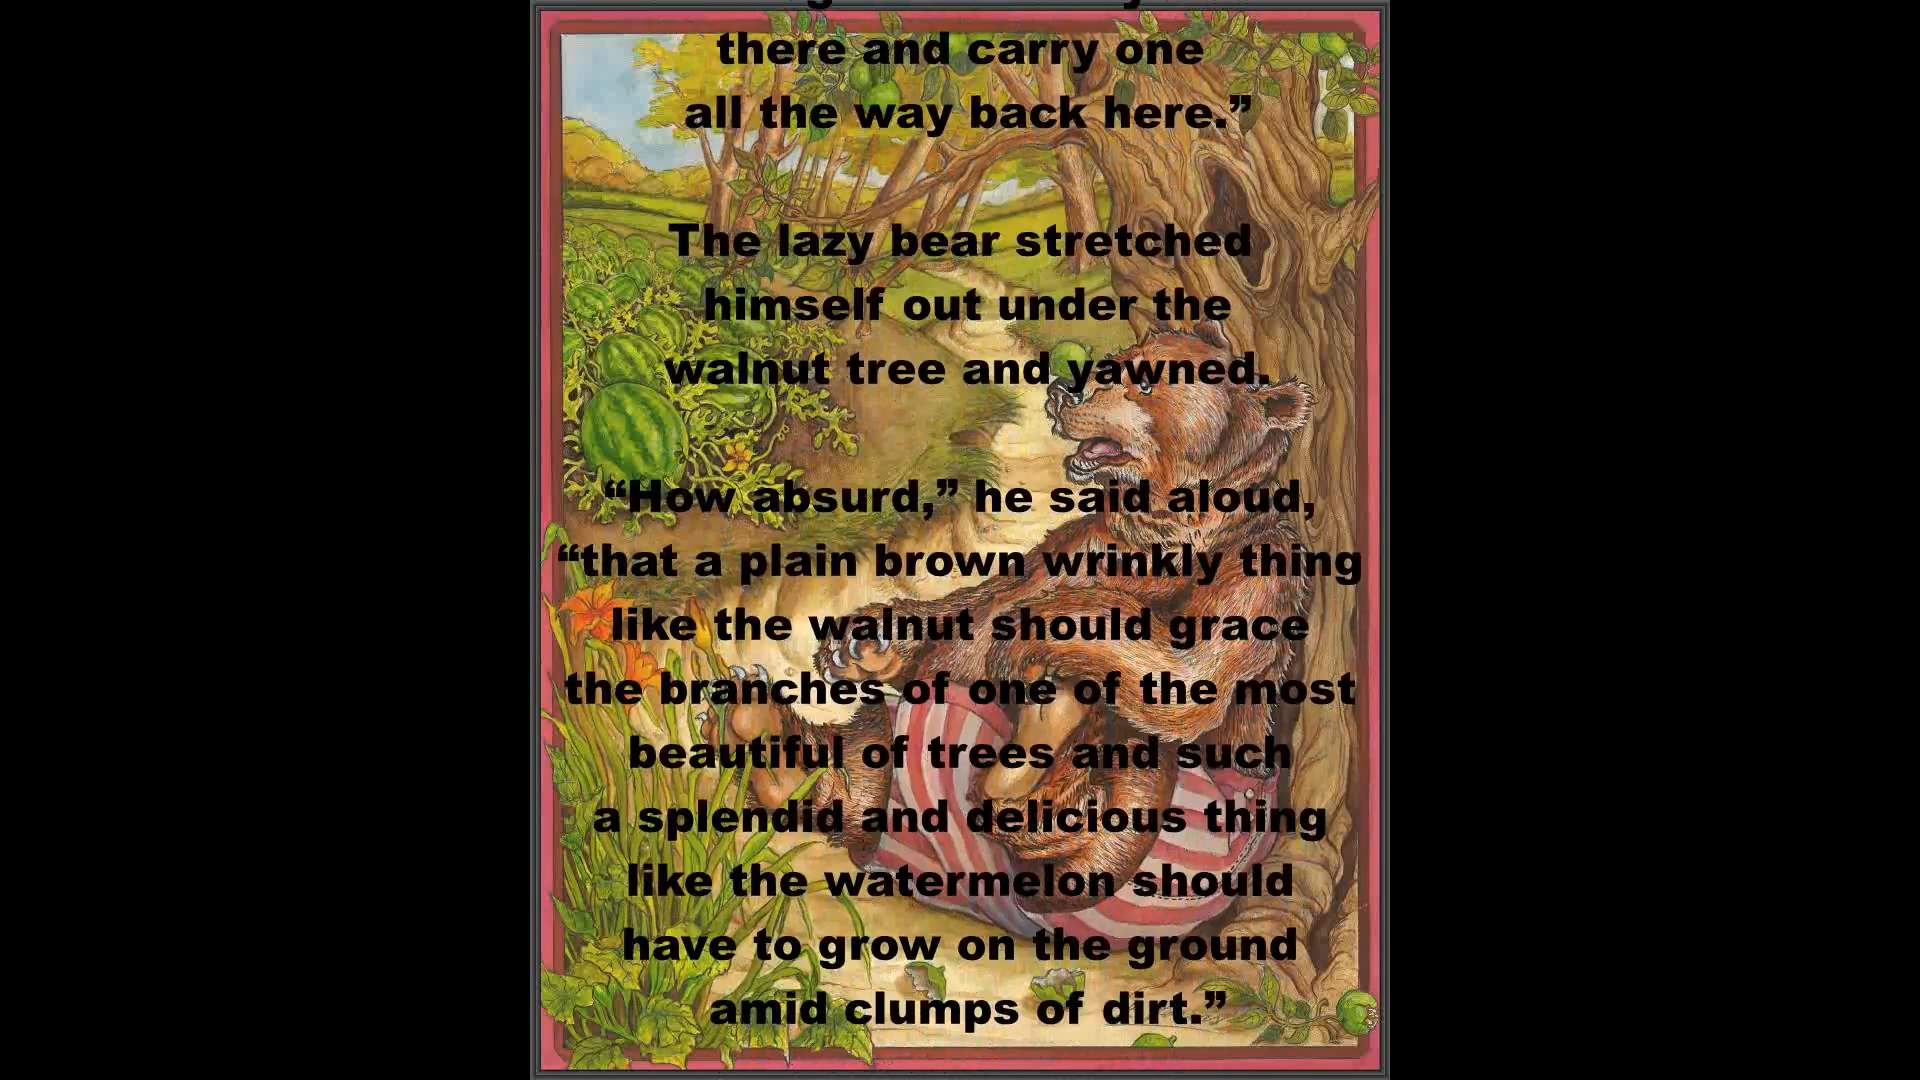 there and carry one
all the way back here.”
The lazy bear stretched
himself out under the
walnut tree and yawned.
“How absurd,” he said aloud,
“that a plain brown wrinkly thing
like the walnut should grace
the branches of one of the most
beautiful of trees and such
a splendid and delicious thing
like the watermelon should
have to grow on the ground
amid clumps of dirt.”